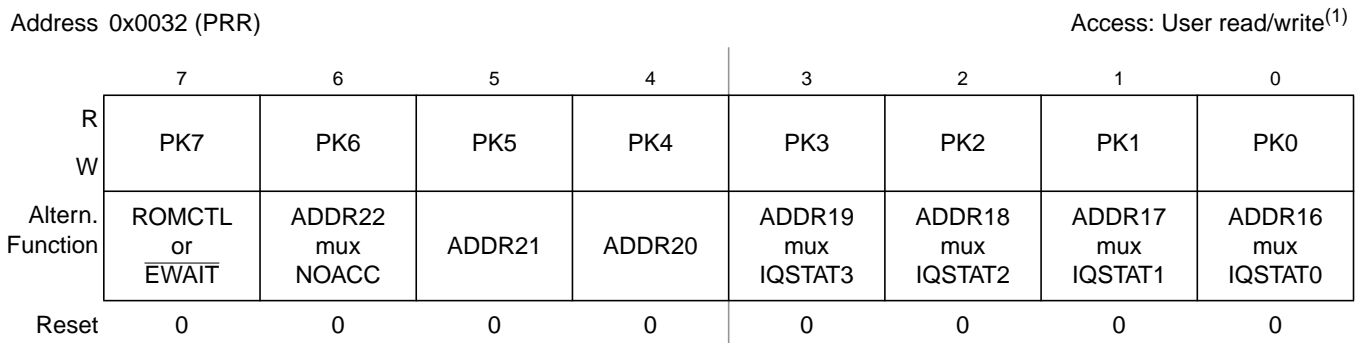 Address 0x0032 (PRR) Access: User read/write(1)
7 6 5 4 3 2 1 0
R
W
PK7 PK6 PK5 PK4 PK3 PK2 PK1 PK0
Altern. Function
ROMCTL or EWAIT
ADDR22 mux NOACC
ADDR21
ADDR20
ADDR19 mux IQSTAT3
ADDR18 mux IQSTAT2
ADDR17 mux IQSTAT1
ADDR16 mux IQSTAT0
Reset 0 0 0 0 0 0 0 0